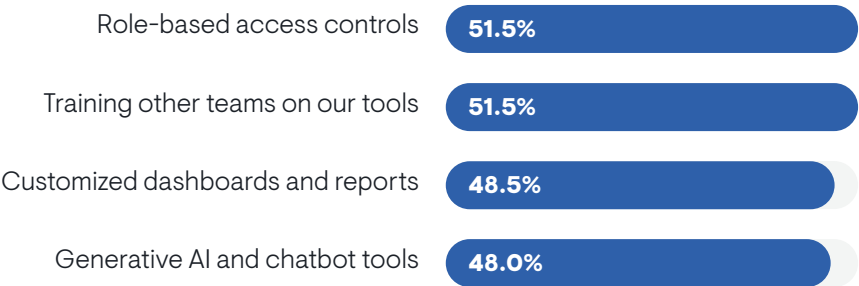 Role-based access controls 51.5%
Training other teams on our tools 51.5%
Customized dashboards and reports 48.5%
Generative AI and chatbot tools 48.0%